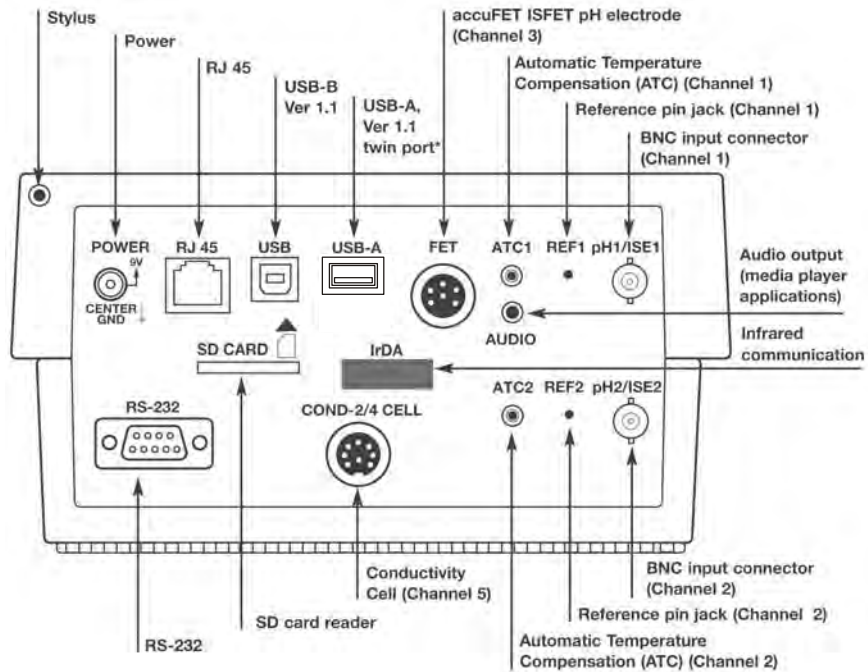 Stylus
Power
RJ 45
USB-B
Ver 1.1
USB-A,
Ver 1.1
twin port*
accuFET ISFET pH electrode
(Channel 3)
Automatic Temperature
Compensation (ATC) (Channel 1)
Reference pin jack (Channel 1)
BNC input connector
(Channel 1)
POWER
9V
CENTER
GND
RJ 45
USB
USB-A
FET
ATC1
REF1
pH1/ISE1
AUDIO
Audio output
(media player
applications)
Infrared
communication
SD CARD
IrDA
ATC2
REF2
pH2/ISE2
RS-232
COND-2/4 CELL
BNC input connector
(Channel 2)
Reference pin jack (Channel 2)
Automatic Temperature
Compensation (ATC) (Channel 2)
Conductivity
Cell (Channel 5)
SD card reader
RS-232